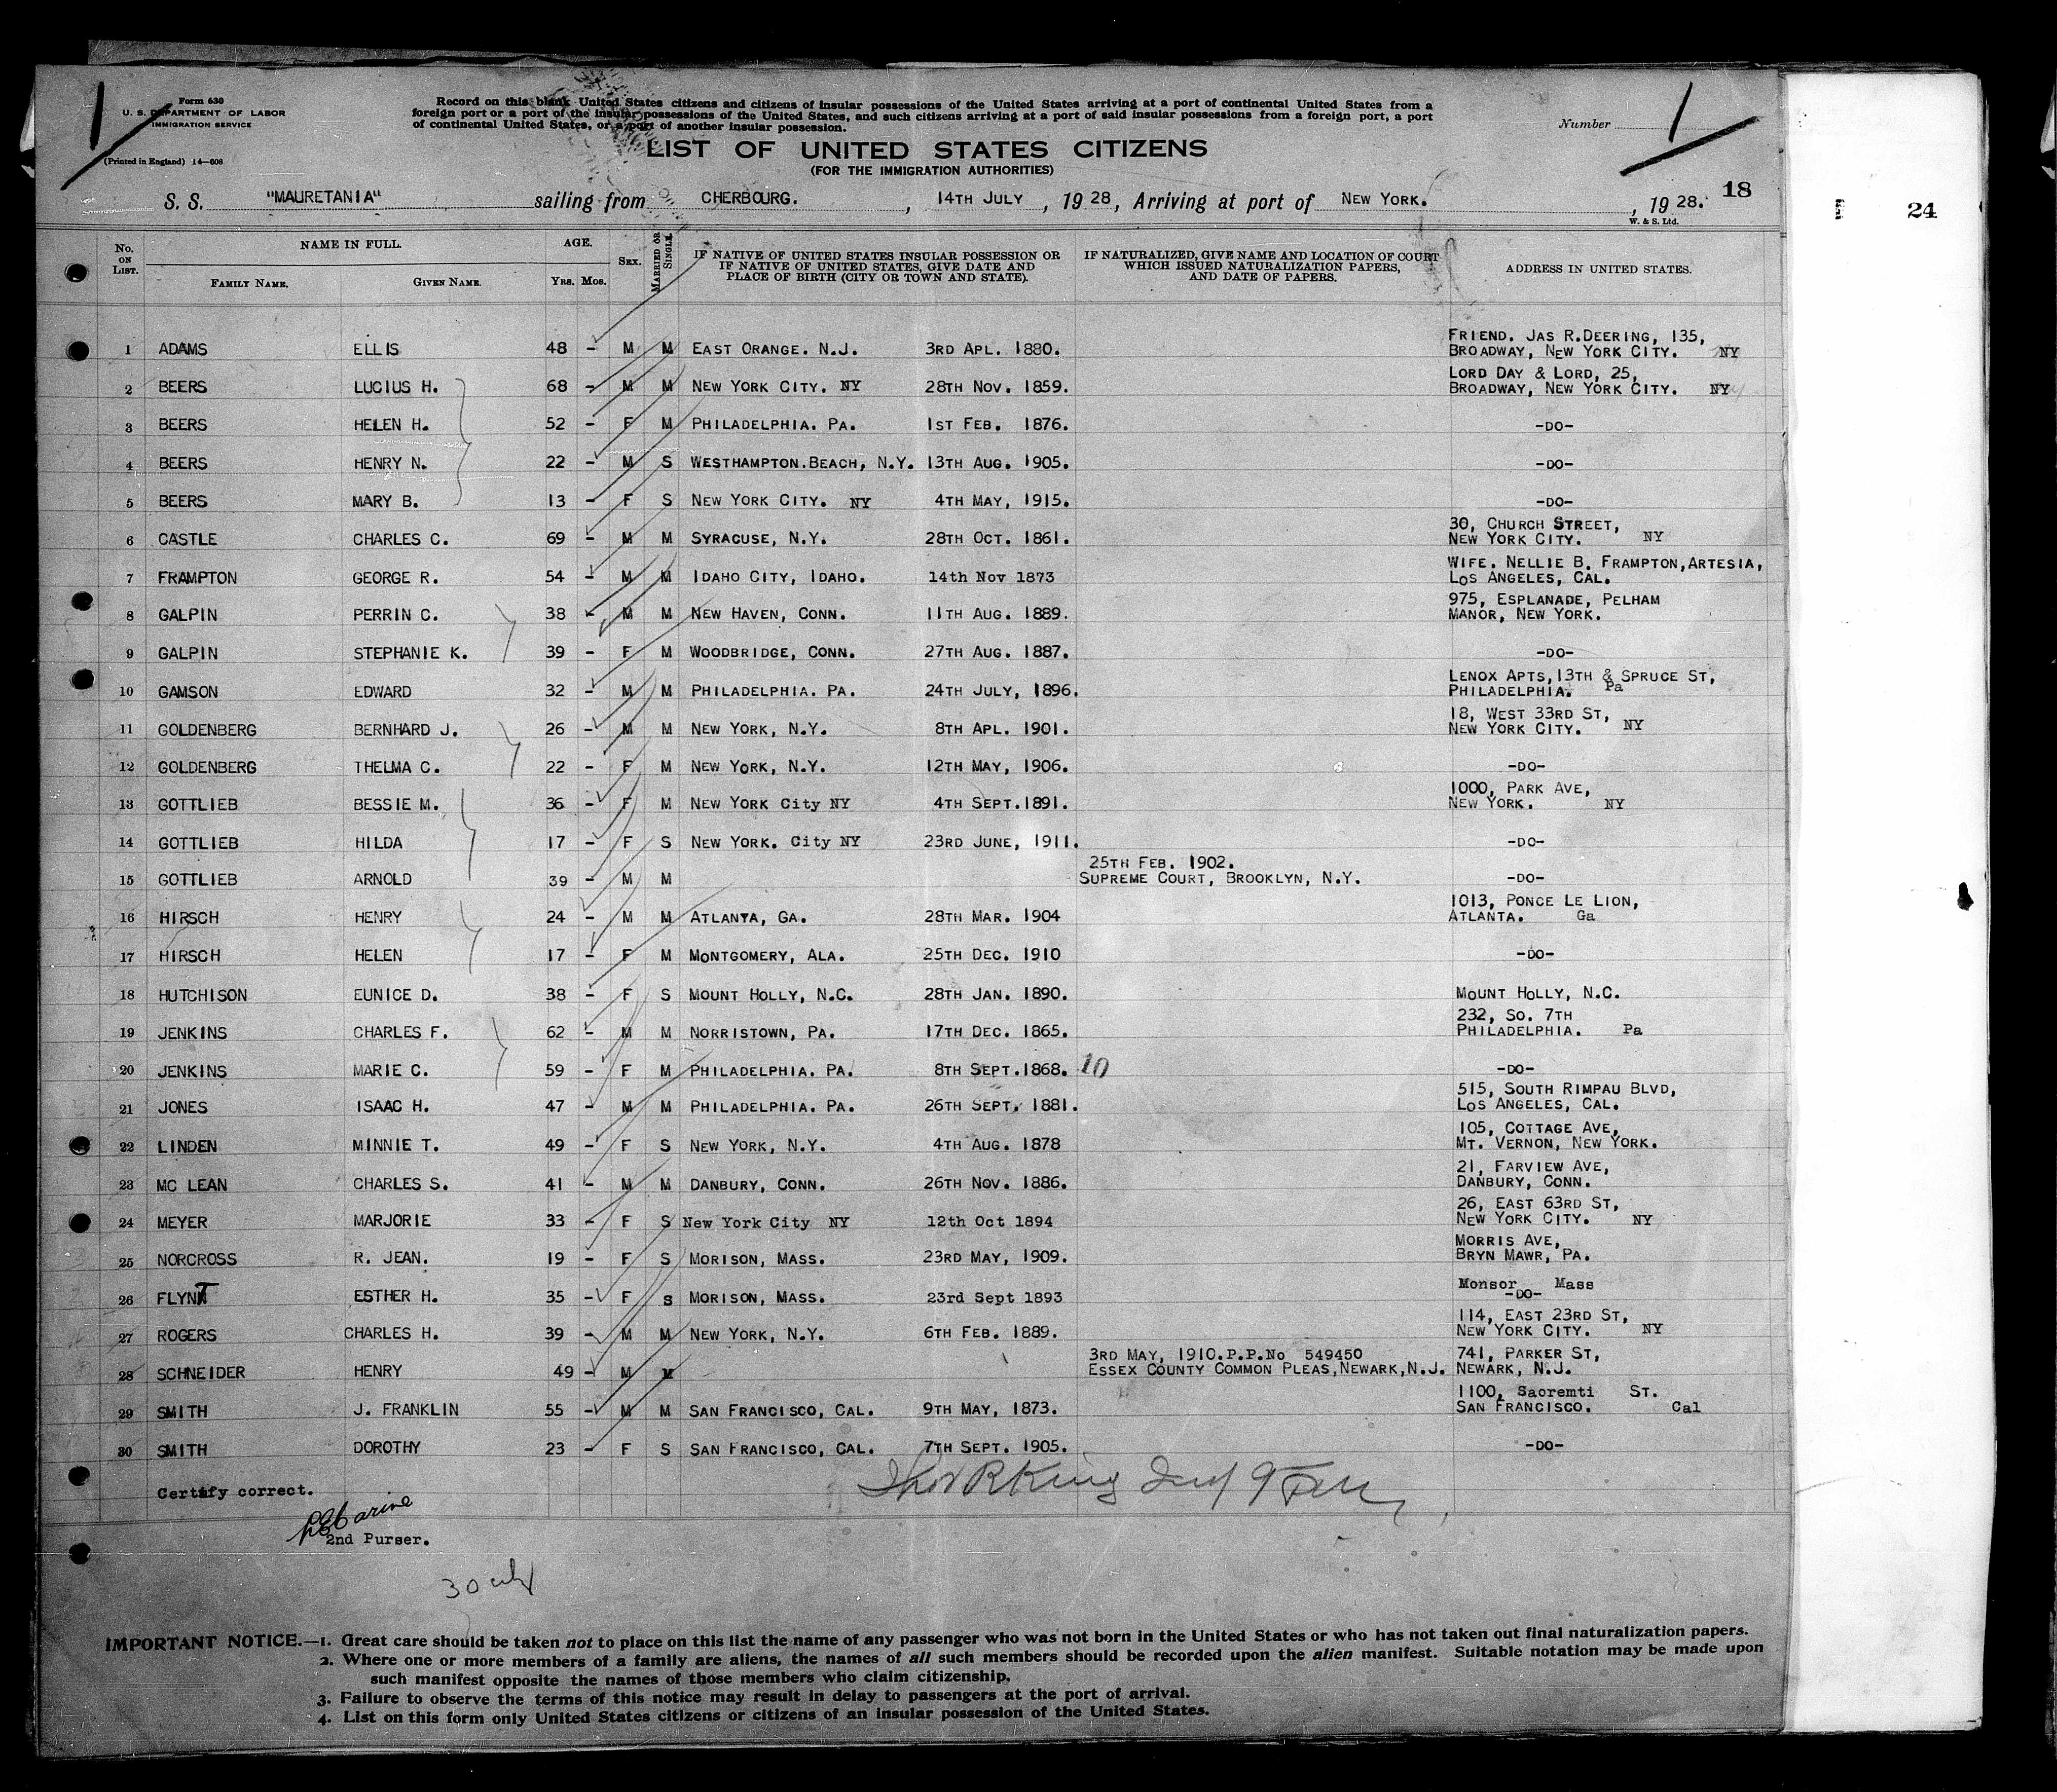 1
Form 630
U. S. DEPARTMENT OF LABOR
IMMIGRATION SERVICE
(Printed in England) 14—608
Record on this blank United States citizens and citizens of insular possessions of the United States arriving at a port of continental United States from a
foreign port or a port of the insular possessions of the United States, and such citizens arriving at a port of said insular possessions from a foreign port, a port
of continental United States, or a port of another insular possession.
Number 1
LIST OF UNITED STATES CITIZENS
(FOR THE IMMIGRATION AUTHORITIES)
S. S. "MAURETANIA" sailing from CHERBOURG. , 14TH JULY , 19 28, Arriving at port of NEW YORK. , 19 28. 18
W. & S. Ltd.
24
No. ON LIST. NAME IN FULL. AGE. SEX. MARRIED OR SINGLE. IF NATIVE OF UNITED STATES INSULAR POSSESSION OR IF NATIVE OF UNITED STATES, GIVE DATE AND PLACE OF BIRTH (CITY OR TOWN AND STATE). IF NATURALIZED, GIVE NAME AND LOCATION OF COURT WHICH ISSUED NATURALIZATION PAPERS, AND DATE OF PAPERS. ADDRESS IN UNITED STATES.
FAMILY NAME. GIVEN NAME. YRS. MOS.
1 ADAMS ELLIS 48 - M M EAST ORANGE. N.J. 3RD APL. 1880. FRIEND. JAS R.DEERING, 135, BROADWAY, NEW YORK CITY. NY
2 BEERS LUCIUS H. 68 - M M NEW YORK CITY. NY 28TH NOV. 1859. LORD DAY & LORD, 25, BROADWAY, NEW YORK CITY. NY
3 BEERS HELEN H. 52 - F M PHILADELPHIA. PA. 1ST FEB. 1876. -DO-
4 BEERS HENRY N. 22 - M S WESTHAMPTON.BEACH, N.Y. 13TH AUG. 1905. -DO-
5 BEERS MARY B. 13 - F S NEW YORK CITY. NY 4TH MAY, 1915. -DO-
6 CASTLE CHARLES C. 69 - M M SYRACUSE, N.Y. 28TH OCT. 1861. 30, CHURCH STREET, NEW YORK CITY. NY
7 FRAMPTON GEORGE R. 54 - M M IDAHO CITY, IDAHO. 14th Nov 1873 WIFE. NELLIE B. FRAMPTON,ARTESIA, LOS ANGELES, CAL.
8 GALPIN PERRIN C. 38 - M M NEW HAVEN, CONN. 11TH AUG. 1889. 975, ESPLANADE, PELHAM MANOR, NEW YORK.
9 GALPIN STEPHANIE K. 39 - F M WOODBRIDGE, CONN. 27TH AUG. 1887. -DO-
10 GAMSON EDWARD 32 - M M PHILADELPHIA. PA. 24TH JULY, 1896. LENOX APTS,13TH & SPRUCE ST, PHILADELPHIA. Pa
11 GOLDENBERG BERNHARD J. 26 - M M NEW YORK, N.Y. 8TH APL. 1901. 18, WEST 33RD ST, NEW YORK CITY. NY
12 GOLDENBERG THELMA C. 22 - F M NEW YORK, N.Y. 12TH MAY, 1906. -DO-
13 GOTTLIEB BESSIE M. 36 - F M NEW YORK City NY 4TH SEPT.1891. 1000, PARK AVE, NEW YORK. NY
14 GOTTLIEB HILDA 17 - F S NEW YORK. City NY 23RD JUNE, 1911. -DO-
15 GOTTLIEB ARNOLD 39 - M M 25TH FEB. 1902. SUPREME COURT, BROOKLYN, N.Y. -DO-
16 HIRSCH HENRY 24 - M M ATLANTA, GA. 28TH MAR. 1904 1013, PONCE LE LION, ATLANTA. Ga
17 HIRSCH HELEN 17 - F M MONTGOMERY, ALA. 25TH DEC. 1910 -DO-
18 HUTCHISON EUNICE D. 38 - F S MOUNT HOLLY, N.C. 28TH JAN. 1890. MOUNT HOLLY, N.C.
19 JENKINS CHARLES F. 62 - M M NORRISTOWN, PA. 17TH DEC. 1865. 232, SO. 7TH PHILADELPHIA. Pa
20 JENKINS MARIE C. 59 - F M PHILADELPHIA. PA. 8TH SEPT.1868. 10 -DO-
21 JONES ISAAC H. 47 - M M PHILADELPHIA. PA. 26TH SEPT. 1881. 515, SOUTH RIMPAU BLVD, LOS ANGELES, CAL.
22 LINDEN MINNIE T. 49 - F S NEW YORK, N.Y. 4TH AUG. 1878 105, COTTAGE AVE, MT. VERNON, NEW YORK.
23 MC LEAN CHARLES S. 41 - M M DANBURY, CONN. 26TH NOV. 1886. 21, FARVIEW AVE, DANBURY, CONN.
24 MEYER MARJORIE 33 - F S New York City NY 12th Oct 1894 26, EAST 63RD ST, NEW YORK CITY. NY
25 NORCROSS R. JEAN. 19 - F S MORISON, MASS. 23RD MAY, 1909. MORRIS AVE, BRYN MAWR, PA.
26 FLYNT ESTHER H. 35 - F S MORISON, MASS. 23rd Sept 1893 Monsor Mass -DO-
27 ROGERS CHARLES H. 39 - M M NEW YORK, N.Y. 6TH FEB. 1889. 114, EAST 23RD ST, NEW YORK CITY. NY
28 SCHNEIDER HENRY 49 - M M 3RD MAY, 1910.P.P.No 549450 ESSEX COUNTY COMMON PLEAS,NEWARK,N.J. 741, PARKER ST, NEWARK, N.J.
29 SMITH J. FRANKLIN 55 - M M SAN FRANCISCO, CAL. 9TH MAY, 1873. 1100, Sacremti ST. SAN FRANCISCO. Cal
30 SMITH DOROTHY 23 - F S SAN FRANCISCO, CAL. 7TH SEPT. 1905. -DO-
Certify correct.
2nd Purser.
30
IMPORTANT NOTICE.—1. Great care should be taken not to place on this list the name of any passenger who was not born in the United States or who has not taken out final naturalization papers.
2. Where one or more members of a family are aliens, the names of all such members should be recorded upon the alien manifest. Suitable notation may be made upon
such manifest opposite the names of those members who claim citizenship.
3. Failure to observe the terms of this notice may result in delay to passengers at the port of arrival.
4. List on this form only United States citizens or citizens of an insular possession of the United States.